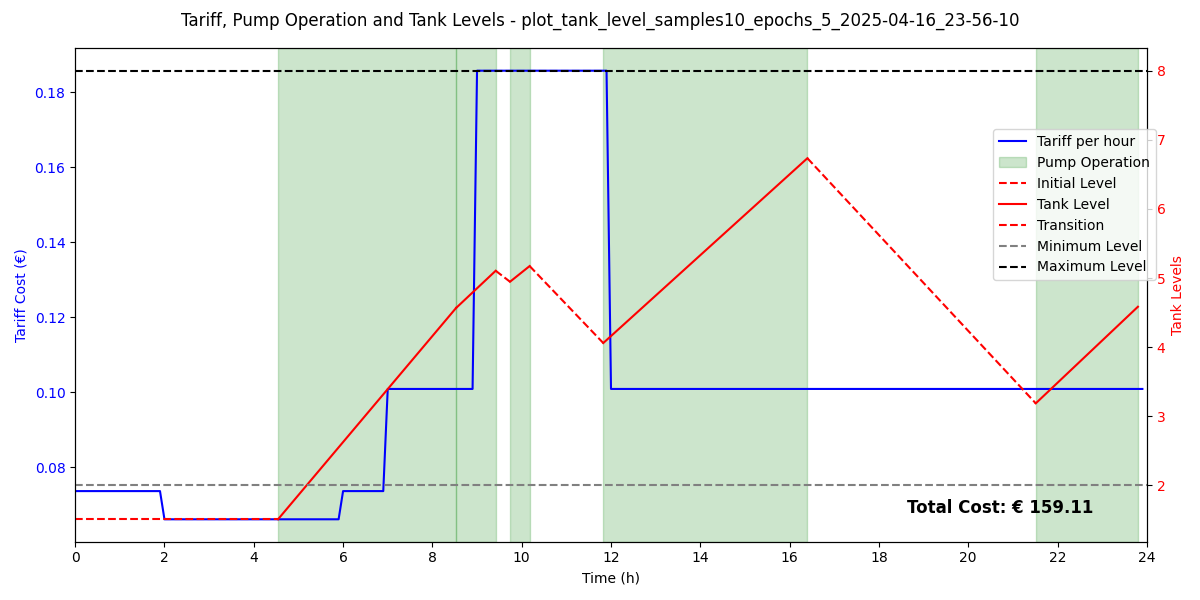 Tariff, Pump Operation and Tank Levels - plot_tank_level_samples10_epochs_5_2025-04-16_23-56-10
Tariff Cost (€)
0.18
0.16
0.14
0.12
0.10
0.08
8
7
6
5
4
3
2
Tank Levels
Tariff per hour
Pump Operation
Initial Level
Tank Level
Transition
Minimum Level
Maximum Level
Total Cost: € 159.11
0 2 4 6 8 10 12 14 16 18 20 22 24
Time (h)